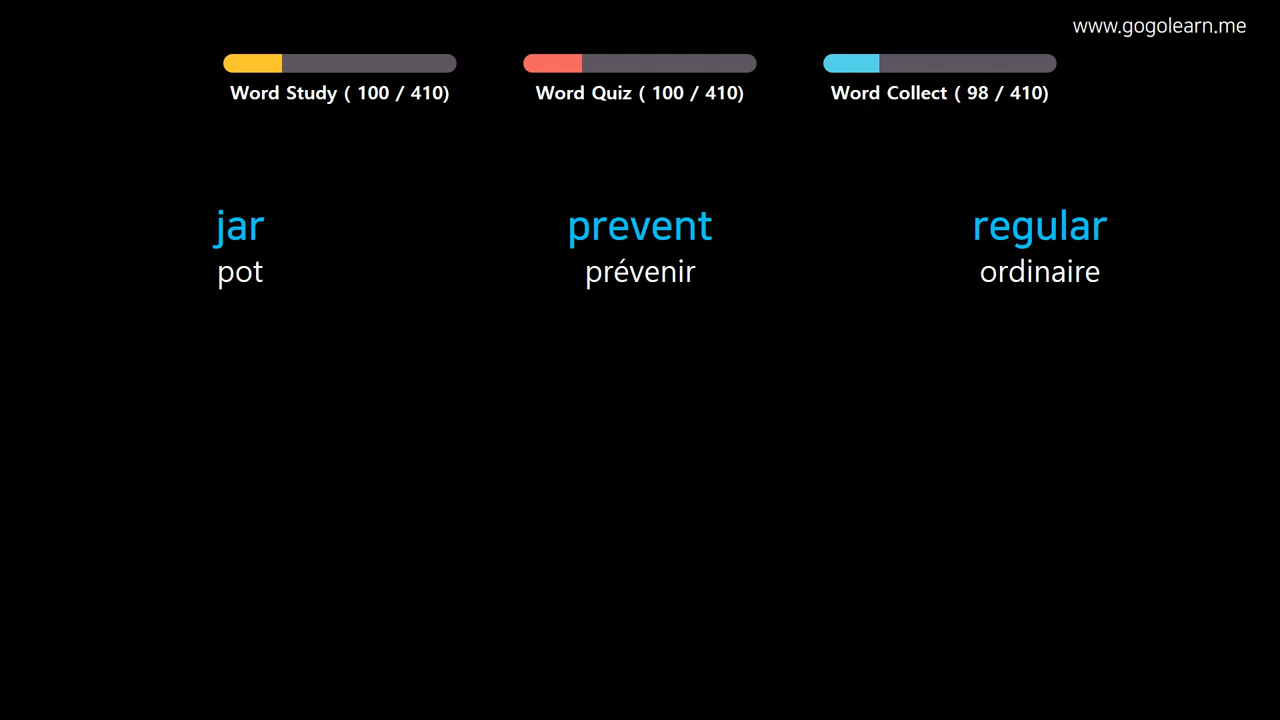 www.gogolearn.me
Word Study ( 100 / 410)
Word Quiz ( 100 / 410)
Word Collect ( 98 / 410)
jar
pot
prevent
prévenir
regular
ordinaire